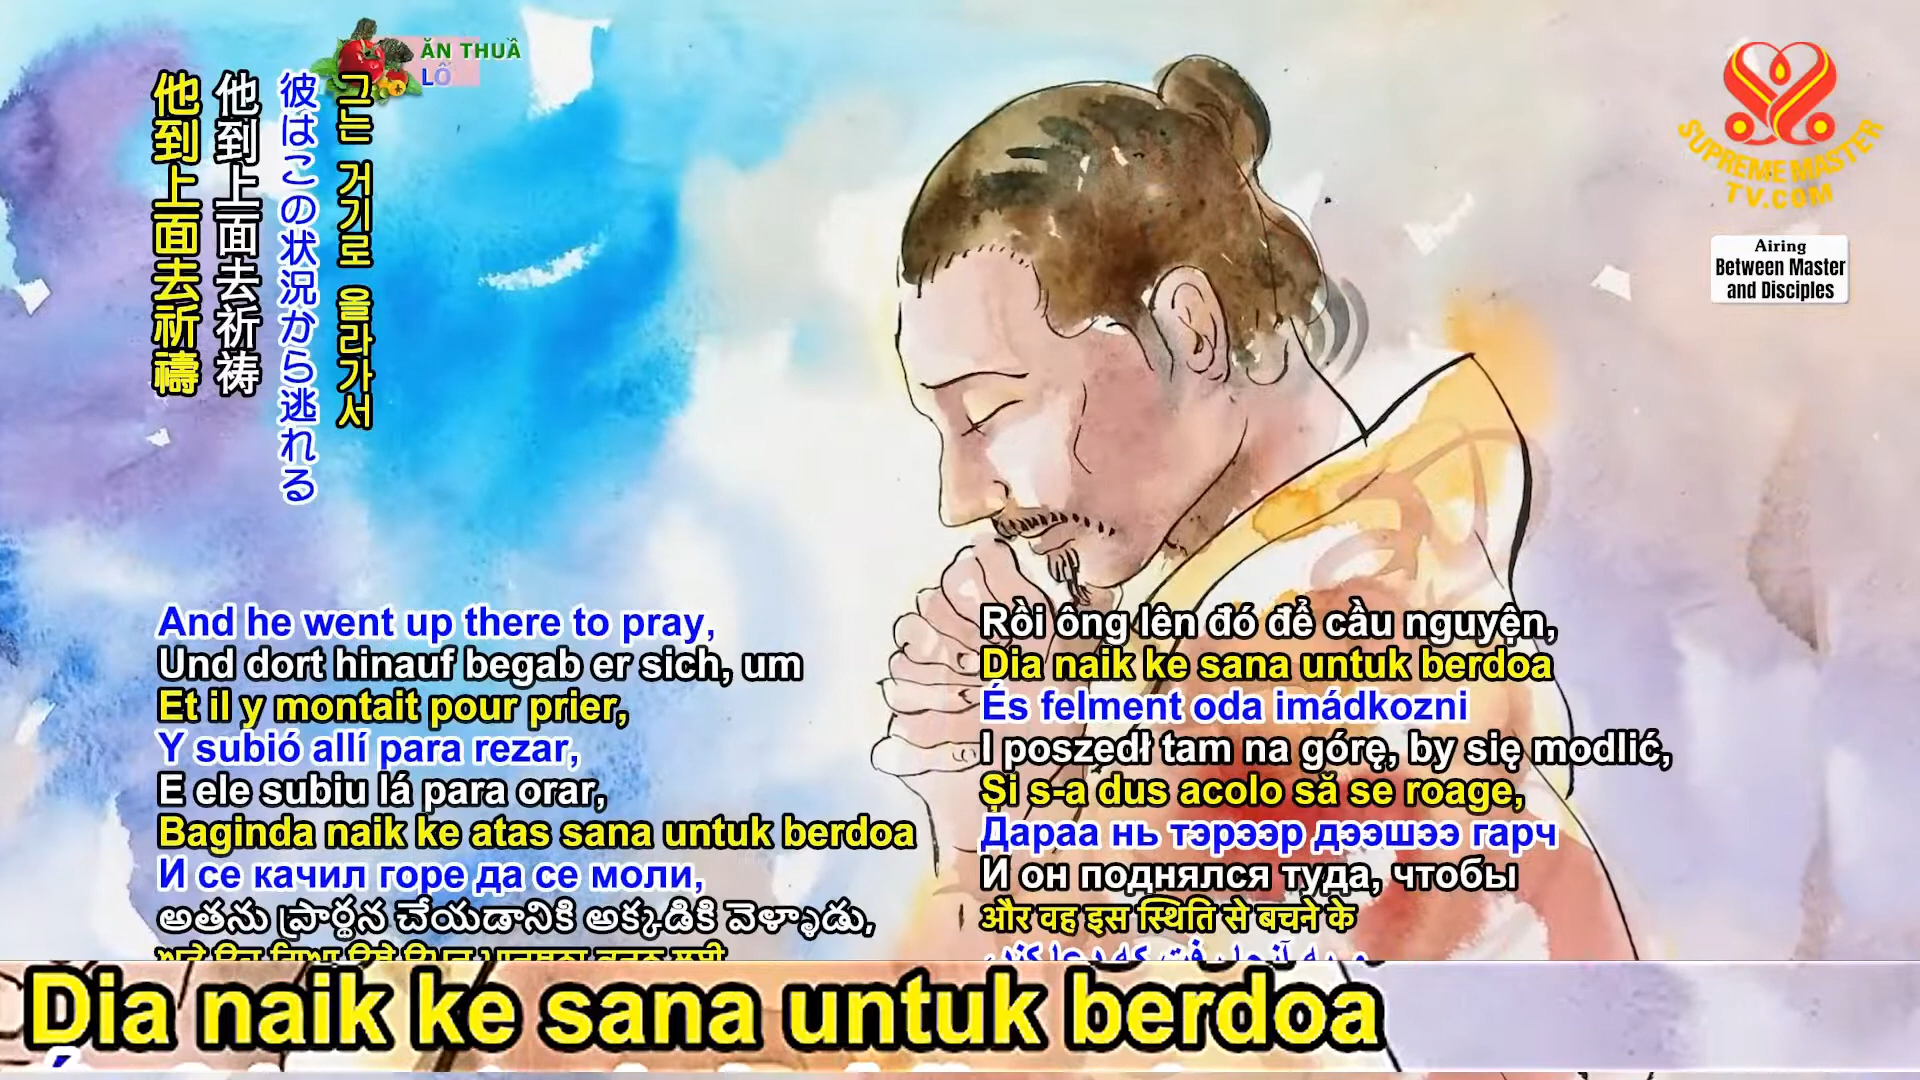 ĂN THUẦ
LÔ
他到上面去祈禱
他到上面去祈祷
彼はこの状況から逃れる
그는 거기로 올라가서
SUPREME MASTER
TV.COM
Airing
Between Master
and Disciples
And he went up there to pray,
Und dort hinauf begab er sich, um
Et il y montait pour prier,
Y subió allí para rezar,
E ele subiu lá para orar,
Baginda naik ke atas sana untuk berdoa
И се качил горе да се моли,
అతను ప్రార్థన చేయడానికి అక్కడికి వెళ్ళాడు,
Rồi ông lên đó để cầu nguyện,
Dia naik ke sana untuk berdoa
És felment oda imádkozni
I poszedł tam na górę, by się modlić,
Și s-a dus acolo să se roage,
Дараа нь тэрээр дээшээ гарч
И он поднялся туда, чтобы
और वह इस स्थिति से बचने के
Dia naik ke sana untuk berdoa